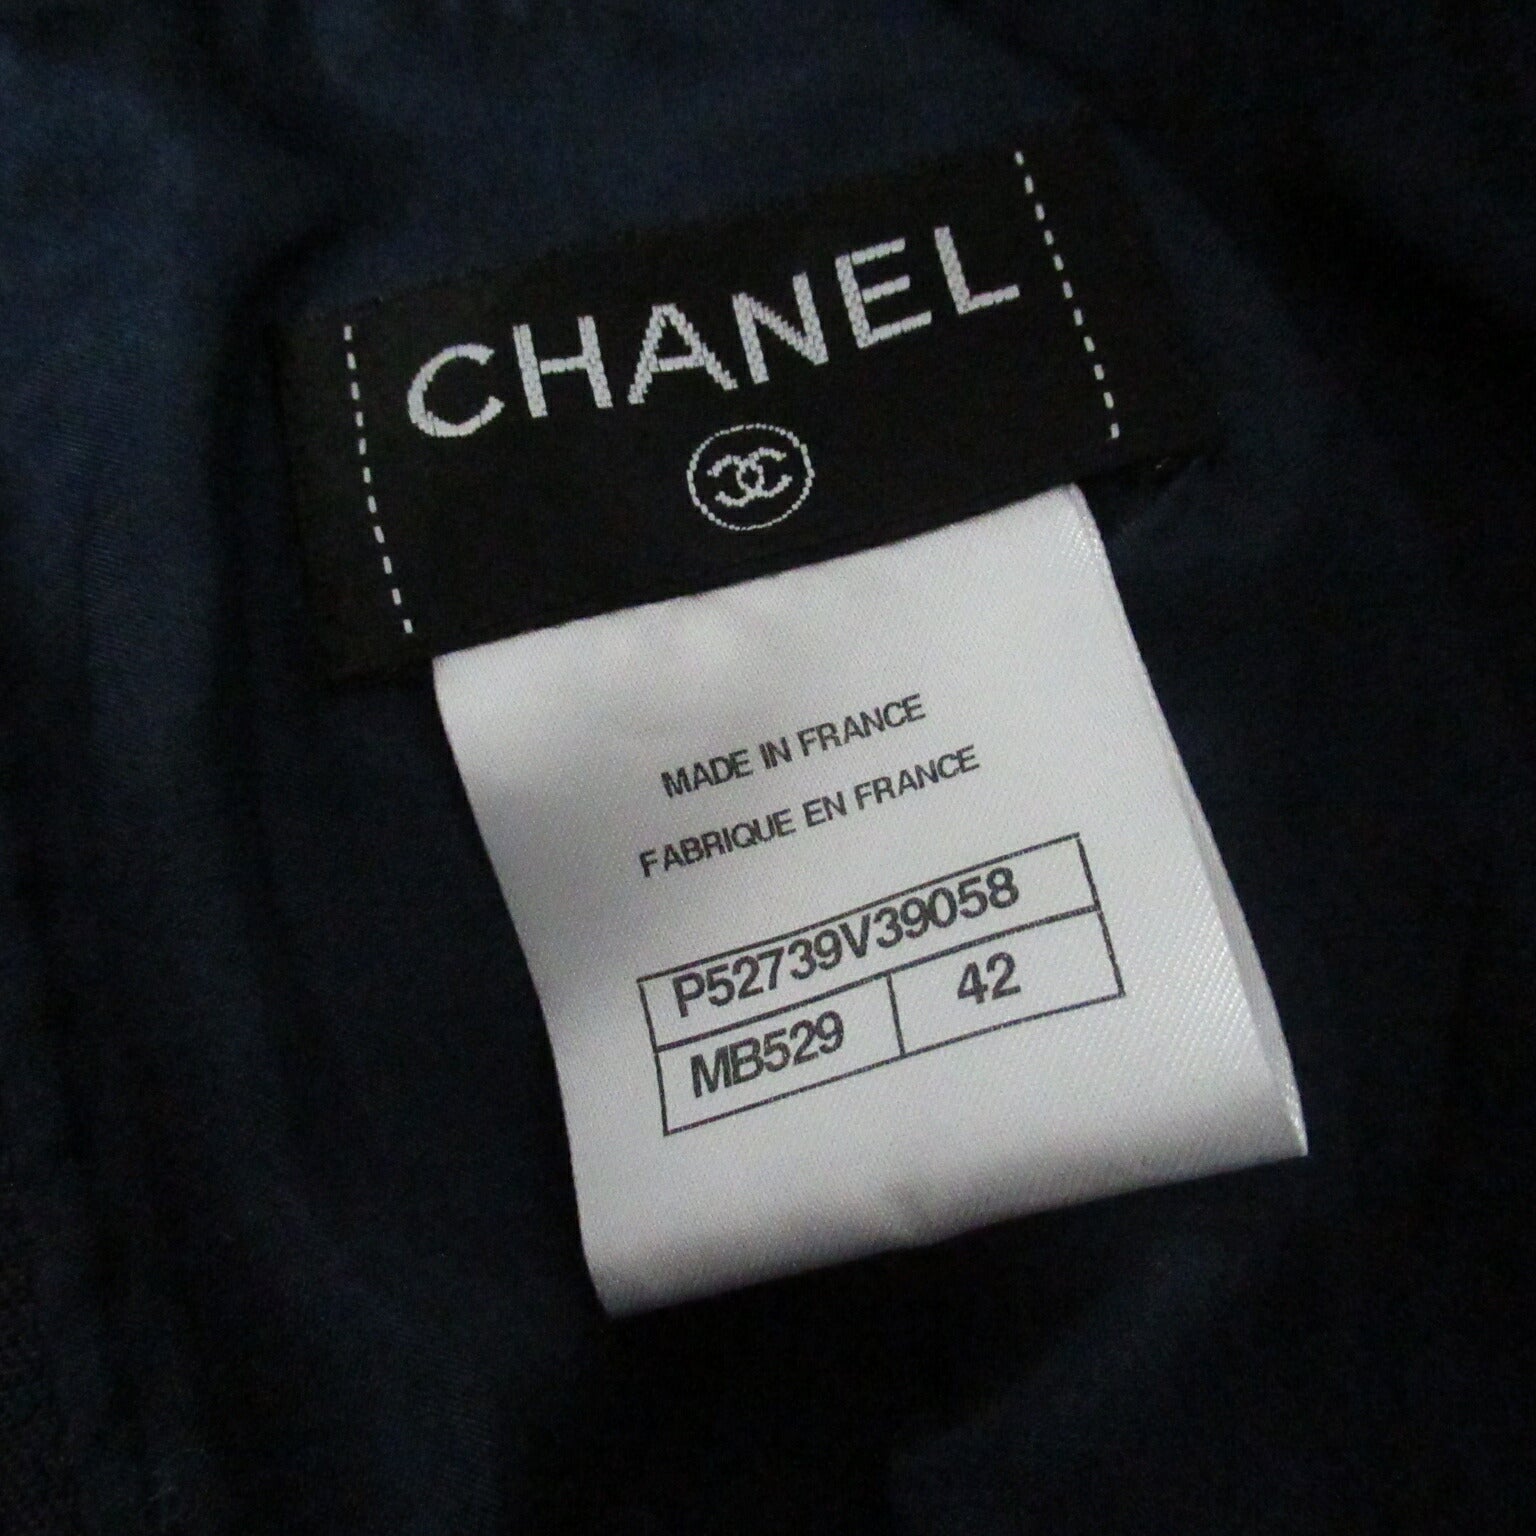 CHANEL
MADE IN FRANCE
FABRIQUE EN FRANCE
P52739V39058
MB529 42